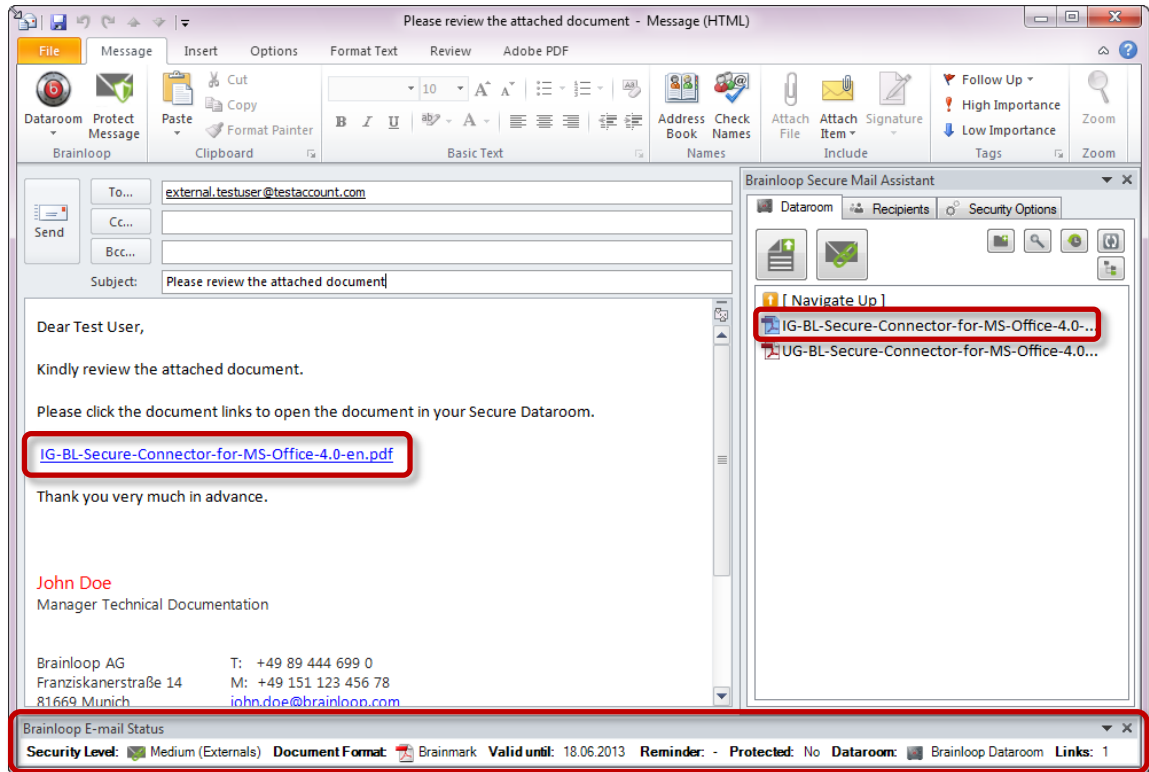 Please review the attached document - Message (HTML)
File Message Insert Options Format Text Review Adobe PDF
Dataroom Protect Message
Brainloop
Paste Cut Copy Format Painter
Clipboard
10 A A
B I U ab A
Basic Text
Address Book Check Names
Names
Attach File Attach Item Signature
Include
Follow Up
High Importance
Low Importance
Tags
Zoom
Zoom
Send
To... external.testuser@testaccount.com
Cc...
Bcc...
Subject: Please review the attached document
Dear Test User,
Kindly review the attached document.
Please click the document links to open the document in your Secure Dataroom.
IG-BL-Secure-Connector-for-MS-Office-4.0-en.pdf
Thank you very much in advance.
John Doe
Manager Technical Documentation
Brainloop AG T: +49 89 444 699 0
Franziskanerstraße 14 M: +49 151 123 456 78
81669 Munich john.doe@brainloop.com
Brainloop Secure Mail Assistant
Dataroom Recipients Security Options
[ Navigate Up ]
IG-BL-Secure-Connector-for-MS-Office-4.0-...
UG-BL-Secure-Connector-for-MS-Office-4.0...
Brainloop E-mail Status
Security Level: Medium (Externals) Document Format: Brainmark Valid until: 18.06.2013 Reminder: - Protected: No Dataroom: Brainloop Dataroom Links: 1